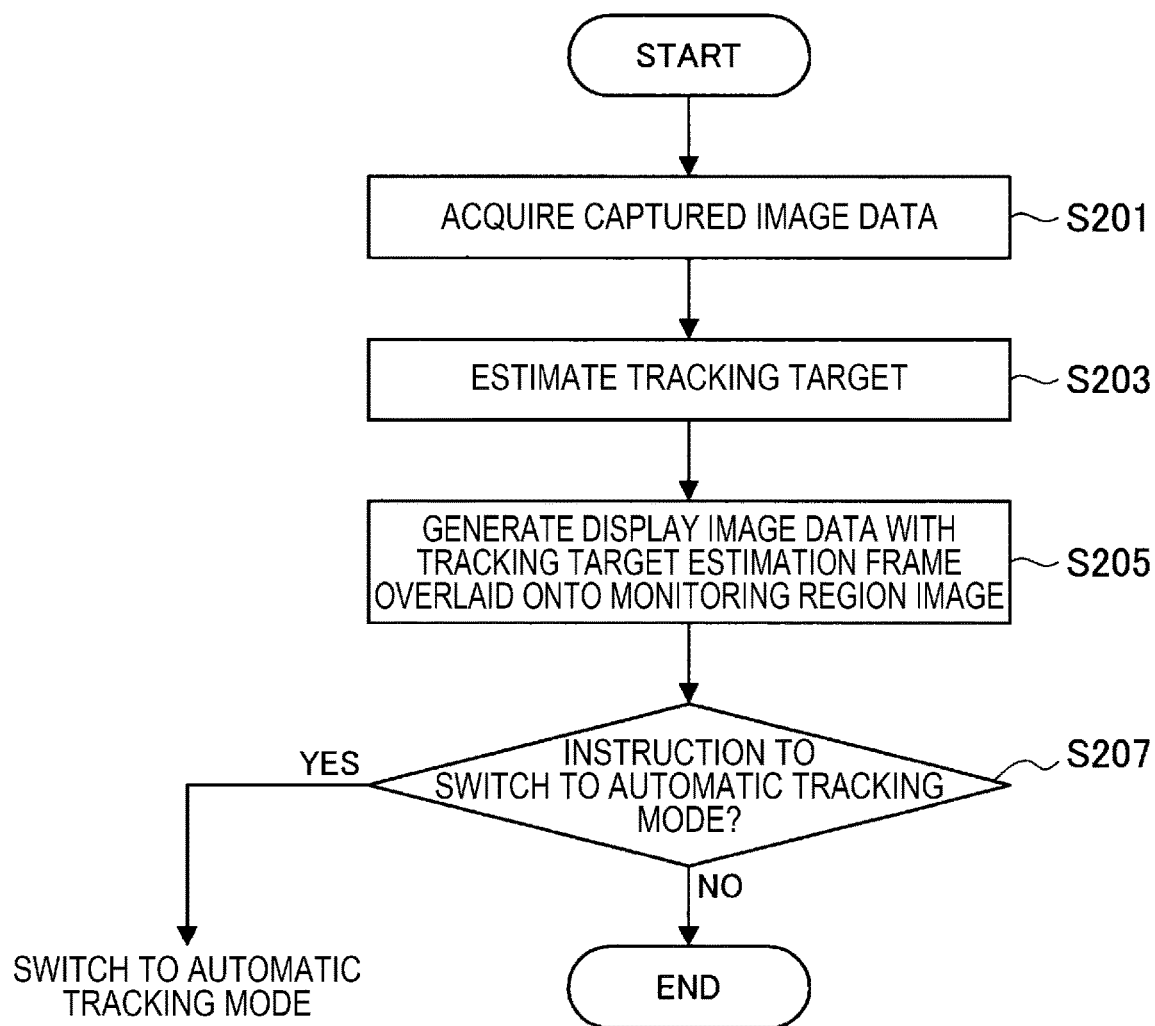 START
ACQUIRE CAPTURED IMAGE DATA
S201
ESTIMATE TRACKING TARGET
S203
GENERATE DISPLAY IMAGE DATA WITH
TRACKING TARGET ESTIMATION FRAME
OVERLAID ONTO MONITORING REGION IMAGE
S205
INSTRUCTION TO
SWITCH TO AUTOMATIC TRACKING
MODE?
S207
YES
NO
SWITCH TO AUTOMATIC
TRACKING MODE
END